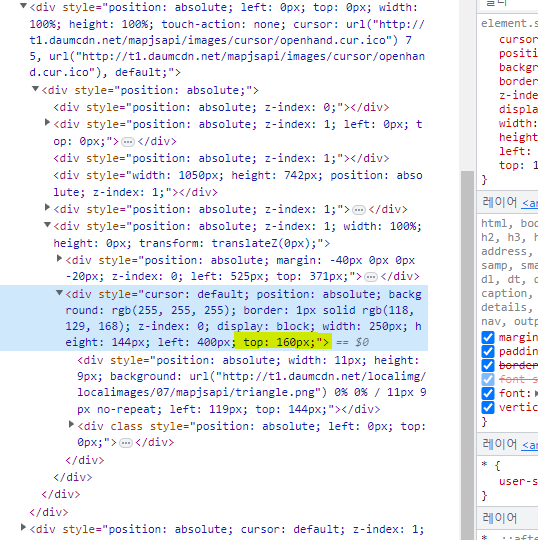 ▼<div style="position: absolute; left: 0px; top: 0px; width:
100%; height: 100%; touch-action: none; cursor: url("http://
t1.daumcdn.net/mapjsapi/images/cursor/openhand.cur.ico") 7
5, url("http://t1.daumcdn.net/mapjsapi/images/cursor/openhan
d.cur.ico"), default;">
▼<div style="position: absolute;">
<div style="position: absolute; z-index: 0;"></div>
▶<div style="position: absolute; z-index: 1; left: 0px; t
op: 0px;">⋯</div>
<div style="position: absolute; z-index: 1;"></div>
<div style="width: 1050px; height: 742px; position: abso
lute; z-index: 1;"></div>
▶<div style="position: absolute; z-index: 1;">⋯</div>
▼<div style="position: absolute; z-index: 1; width: 100%;
height: 0px; transform: translateZ(0px);">
▶<div style="position: absolute; margin: -40px 0px 0px
-20px; z-index: 0; left: 525px; top: 371px;">⋯</div>
▼<div style="cursor: default; position: absolute; backg
round: rgb(255, 255, 255); border: 1px solid rgb(118,
129, 168); z-index: 0; display: block; width: 250px; h
eight: 144px; left: 400px; top: 160px;"> == $0
<div style="position: absolute; width: 11px; height:
9px; background: url("http://t1.daumcdn.net/localimg/
localimages/07/mapjsapi/triangle.png") 0% 0% / 11px 9
px no-repeat; left: 119px; top: 144px;"></div>
▶<div class style="position: absolute; left: 0px; top:
0px;">⋯</div>
</div>
</div>
</div>
</div>
▶<div style="position: absolute; cursor: default; z-index: 1;
element.s
cursor
positi
backgr
border
z-inde
displa
width:
height
left:
top: 1
}
레이어 <ar
html, bod
h2, h3, h
address,
samp, sma
dl, dt, d
caption,
details,
nav, outp
margin
paddin
border
font-s
font:▶
vertic
}
레이어 <ar
* {
user-s
}
레이어